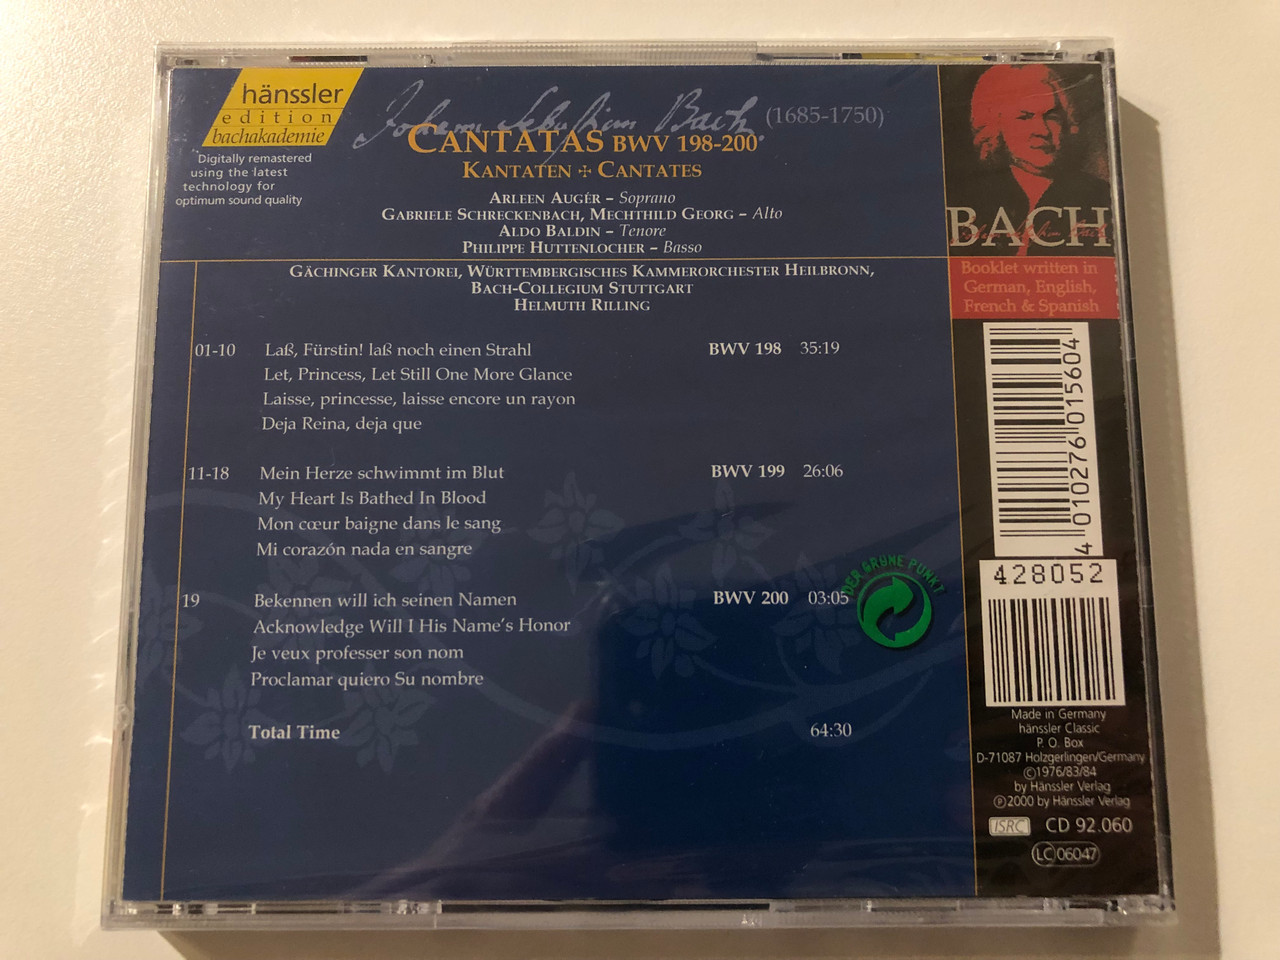 hänssler
edition
bachakademie
Digitally remastered
using the latest
technology for
optimum sound quality
Johann Sebastian Bach. (1685-1750)
CANTATAS BWV 198-200
KANTATEN ✢ CANTATES
ARLEEN AUGÉR – Soprano
GABRIELE SCHRECKENBACH, MECHTHILD GEORG – Alto
ALDO BALDIN – Tenore
PHILIPPE HUTTENLOCHER – Basso
GÄCHINGER KANTOREI, WÜRTTEMBERGISCHES KAMMERORCHESTER HEILBRONN,
BACH-COLLEGIUM STUTTGART
HELMUTH RILLING
01-10 Laß, Fürstin! laß noch einen Strahl BWV 198 35:19
Let, Princess, Let Still One More Glance
Laisse, princesse, laisse encore un rayon
Deja Reina, deja que
11-18 Mein Herze schwimmt im Blut BWV 199 26:06
My Heart Is Bathed In Blood
Mon cœur baigne dans le sang
Mi corazón nada en sangre
19 Bekennen will ich seinen Namen BWV 200 03:05
Acknowledge Will I His Name's Honor
Je veux professer son nom
Proclamar quiero Su nombre
Total Time 64:30
DER GRÜNE PUNKT
BACH
Booklet written in
German, English,
French & Spanish
4 010276 015604
428052
Made in Germany
hänssler Classic
P. O. Box
D-71087 Holzgerlingen/Germany
©1976/83/84
by Hänssler Verlag
℗2000 by Hänssler Verlag
ISRC CD 92.060
LC 06047